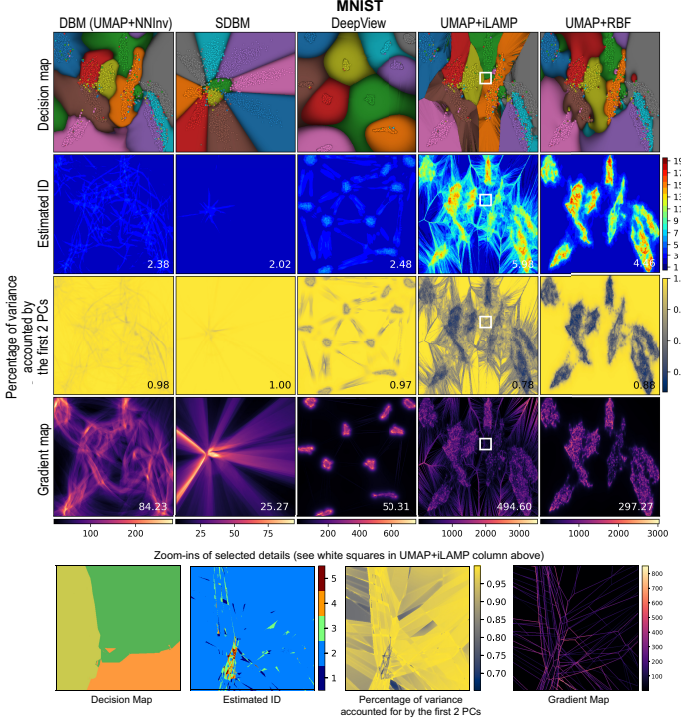 MNIST
DBM (UMAP+NNInv) SDBM DeepView UMAP+iLAMP UMAP+RBF
Decision map
Estimated ID
2.38 2.02 2.48 4.46
19
17
15
13
11
9
7
5
3
1
Percentage of variance
accounted by
the first 2 PCs
0.98 1.00 0.97 0.78 0.88
Gradient map
84.23 25.27 50.31 494.60 297.27
100 200 25 50 75 200 400 600 1000 2000 3000 1000 2000 3000
Zoom-ins of selected details (see white squares in UMAP+iLAMP column above)
5
4
3
2
1
0,95
0.90
0.85
0.80
0.75
0.70
800
700
600
500
400
300
200
100
Decision Map Estimated ID Percentage of variance
accounted for by the first 2 PCs Gradient Map